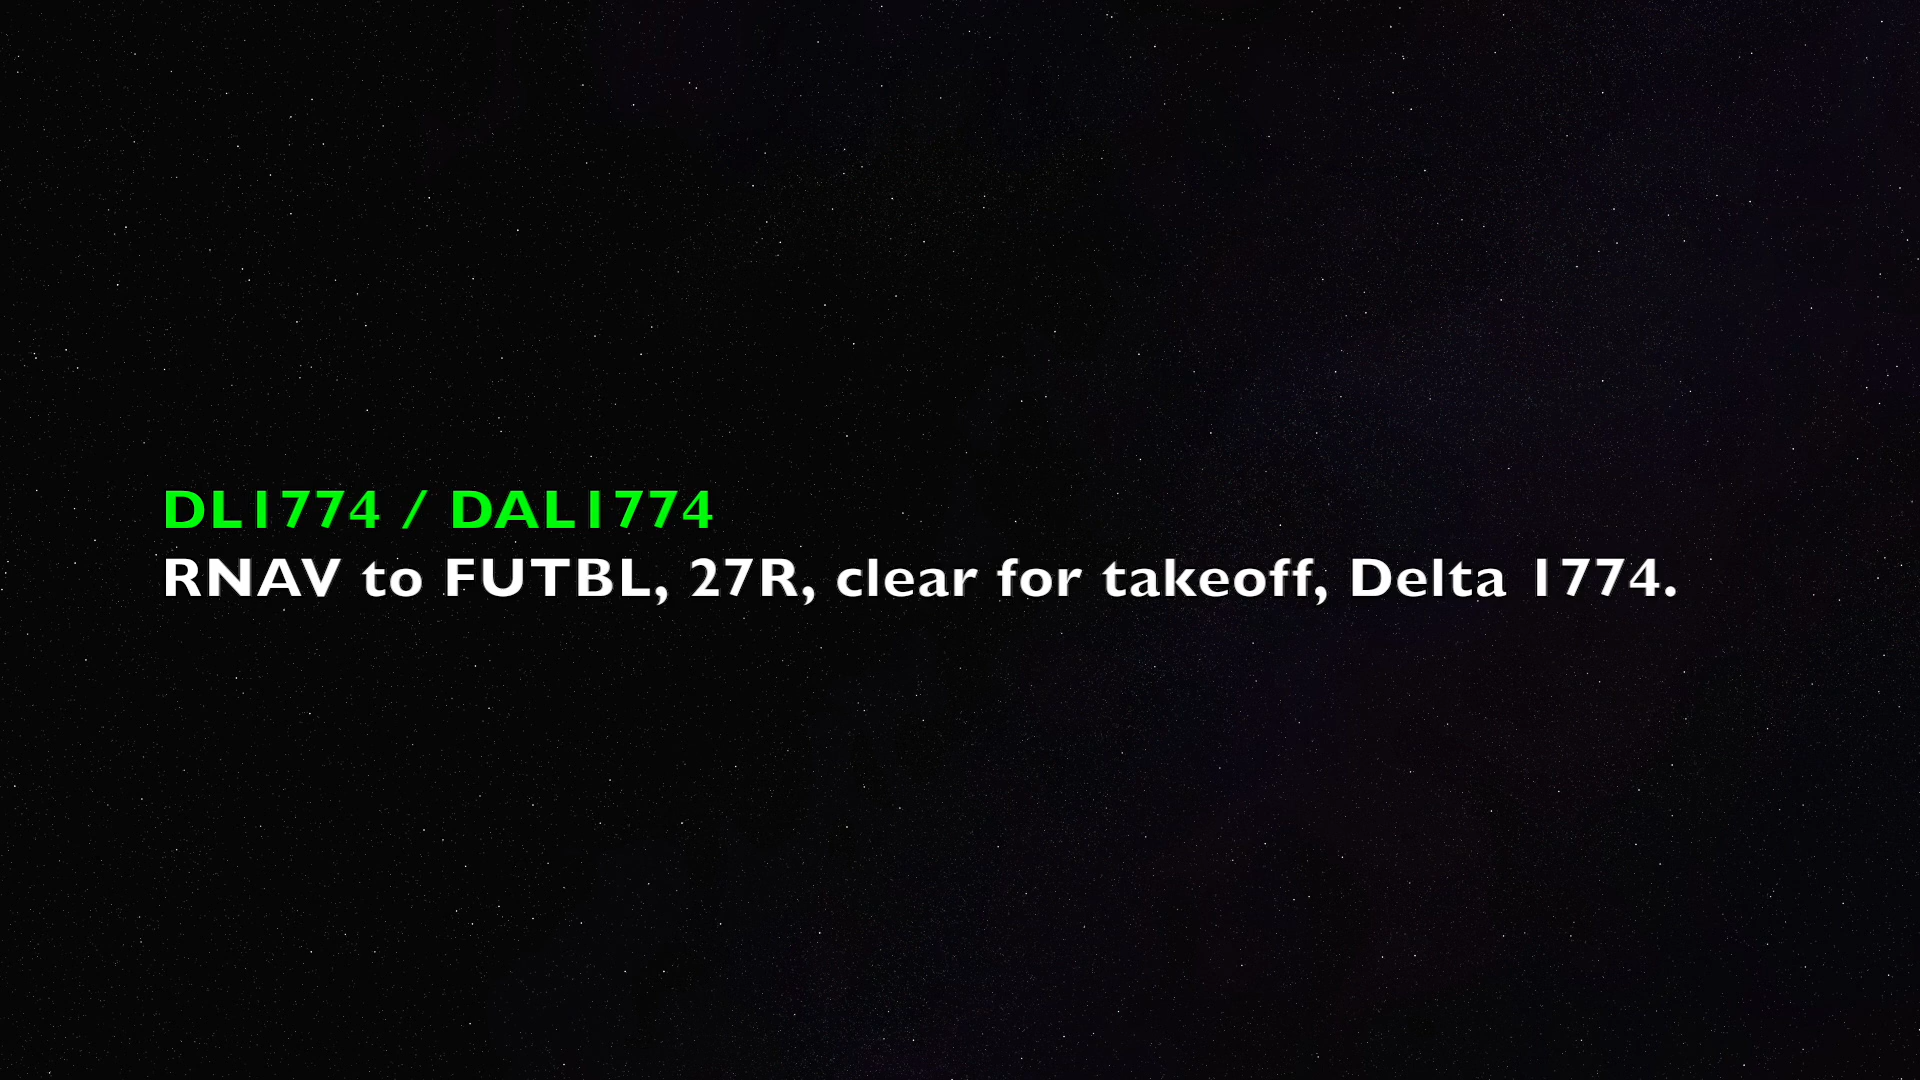 DL1774 / DAL1774
RNAV to FUTBL, 27R, clear for takeoff, Delta 1774.